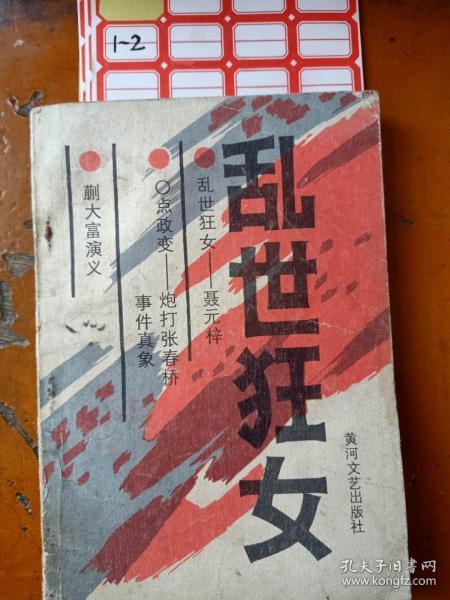 1-2
乱世狂女
乱世狂女——聂元梓
〇点政变——炮打张春桥
事件真象
蒯大富演义
黄河文艺出版社
孔夫子旧书网
www.kongfz.com